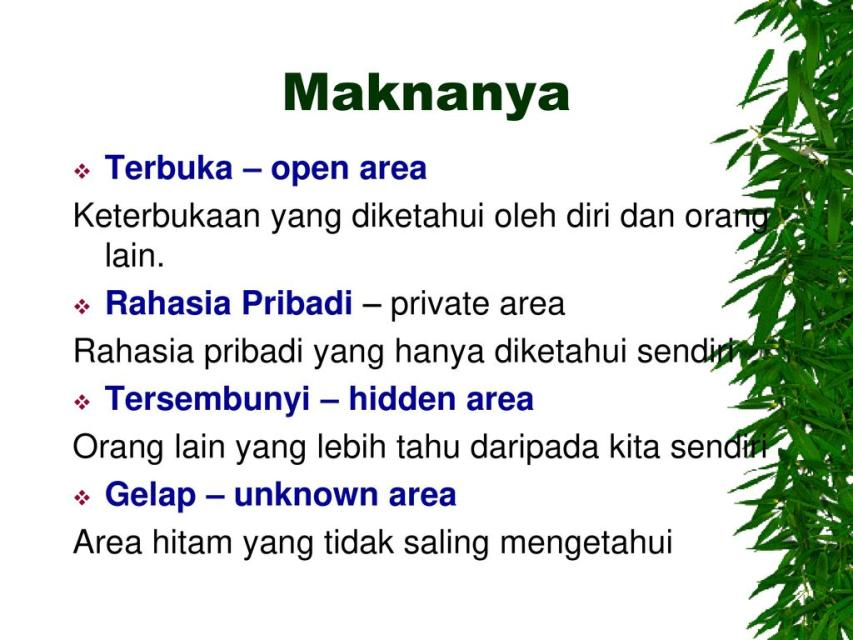 Maknanya
Terbuka – open area
Keterbukaan yang diketahui oleh diri dan orang
lain.
Rahasia Pribadi – private area
Rahasia pribadi yang hanya diketahui sendiri
Tersembunyi – hidden area
Orang lain yang lebih tahu daripada kita sendiri
Gelap – unknown area
Area hitam yang tidak saling mengetahui